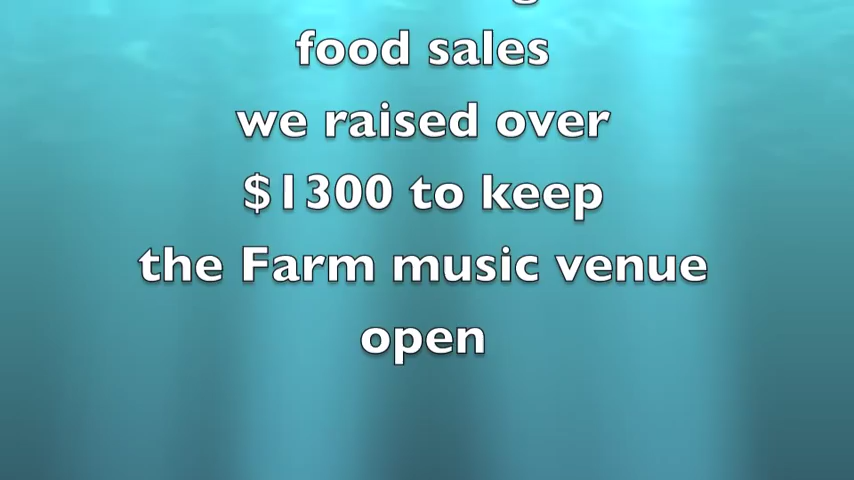 food sales
we raised over
$1300 to keep
the Farm music venue
open